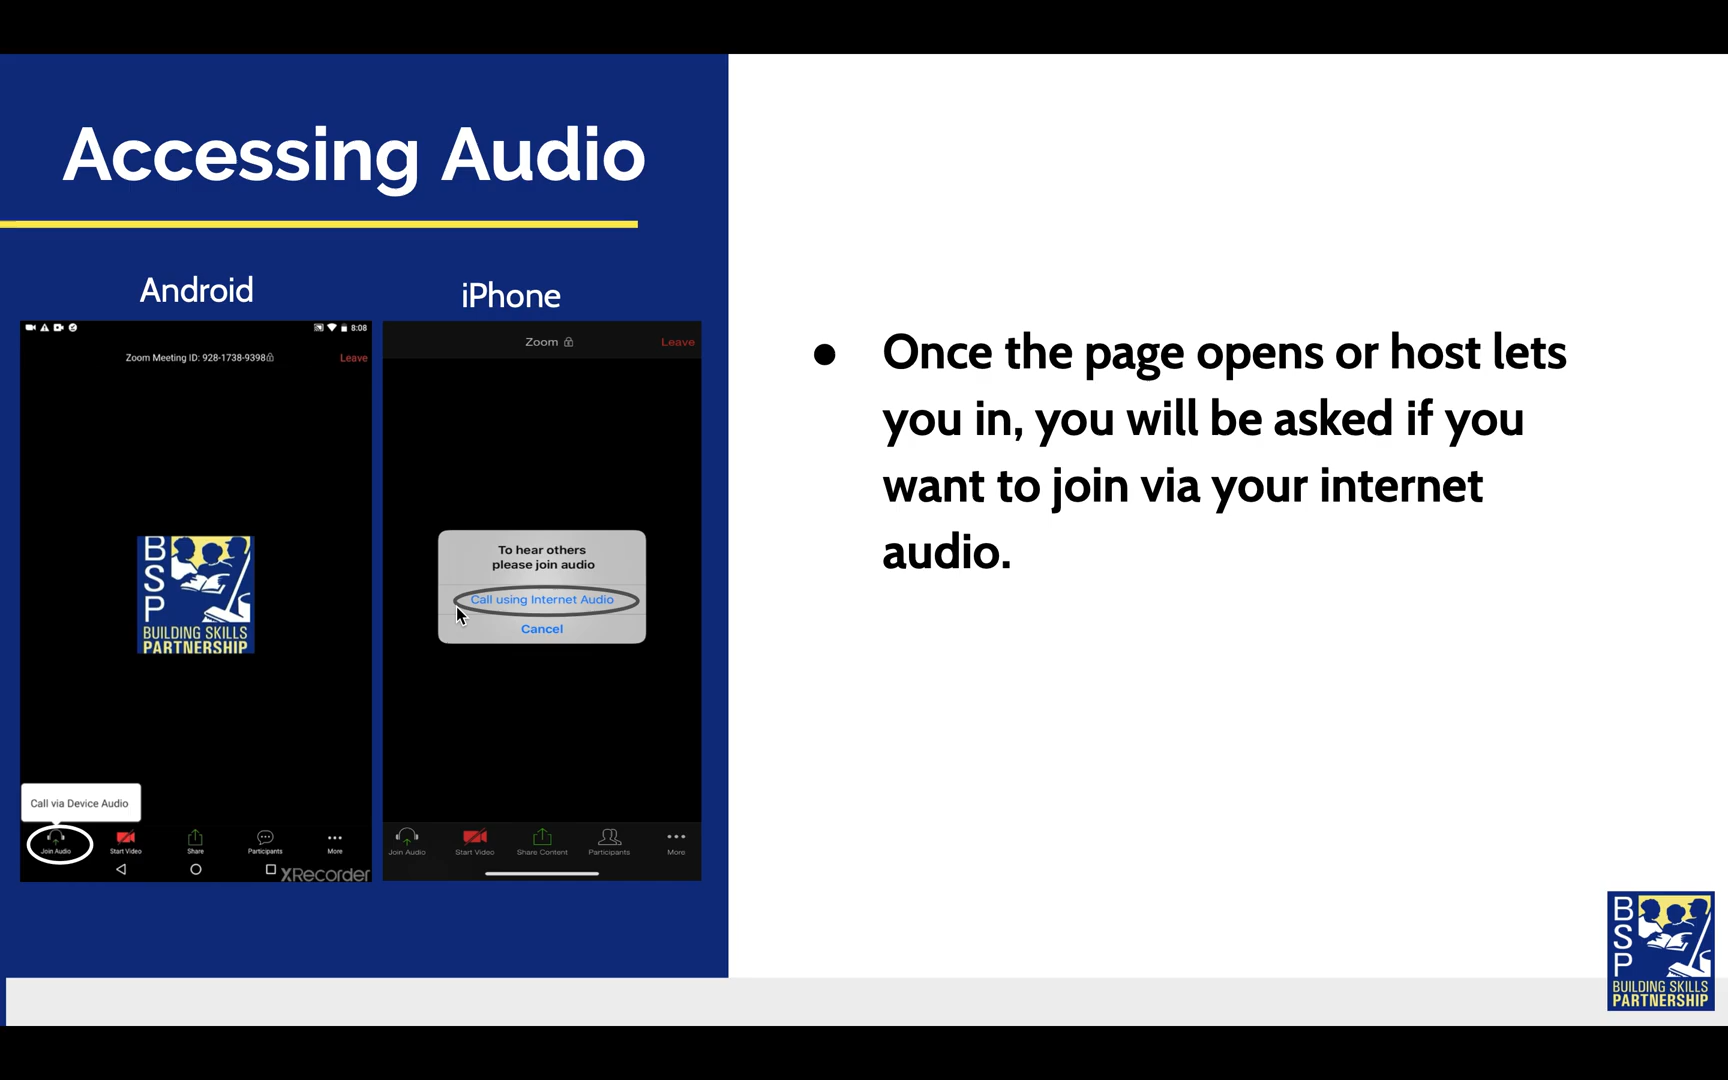 Accessing Audio
Android
iPhone
8:08
Zoom Meeting ID: 928-1738-9398
Leave
BSP
BUILDING SKILLS
PARTNERSHIP
Call via Device Audio
Join Audio
Start Video
Share
Participants
More
XRecorder
Zoom
Leave
To hear others
please join audio
Call using Internet Audio
Cancel
Join Audio
Start Video
Share Content
Participants
More
● Once the page opens or host lets
you in, you will be asked if you
want to join via your internet
audio.
BSP
BUILDING SKILLS
PARTNERSHIP